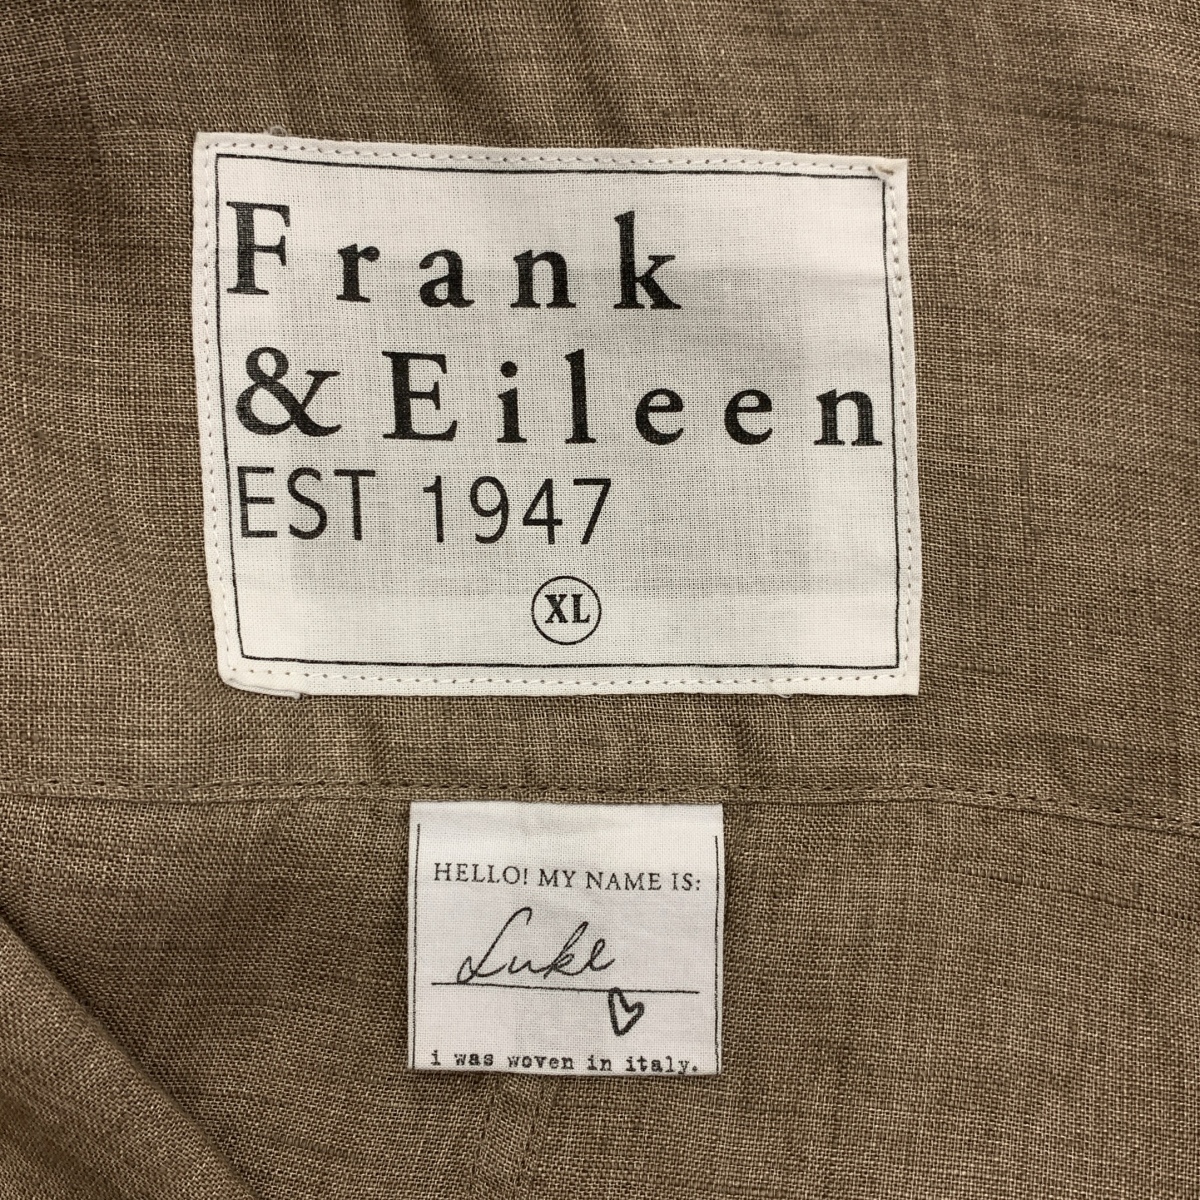 Frank
& Eileen
EST 1947
XL
HELLO! MY NAME IS:
Luke
i was woven in italy.